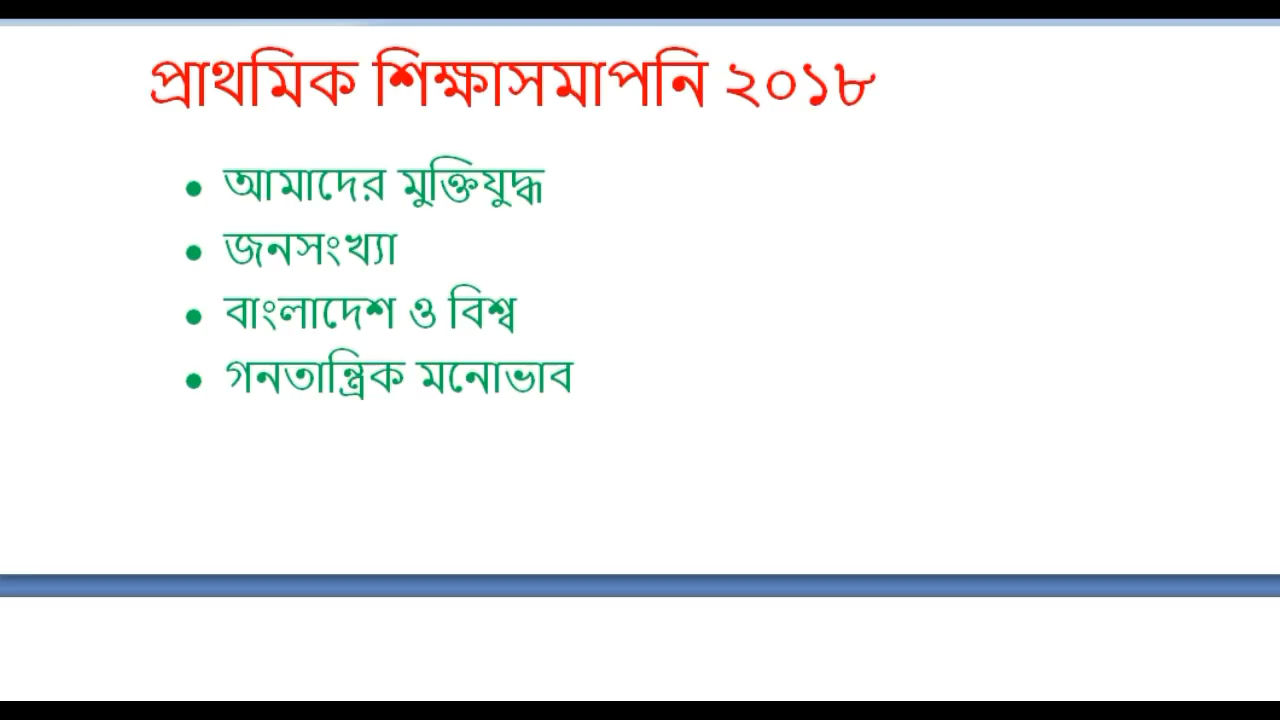 প্রাথমিক শিক্ষাসমাপনি ২০১৮
• আমাদের মুক্তিযুদ্ধ
• জনসংখ্যা
• বাংলাদেশ ও বিশ্ব
• গনতান্ত্রিক মনোভাব